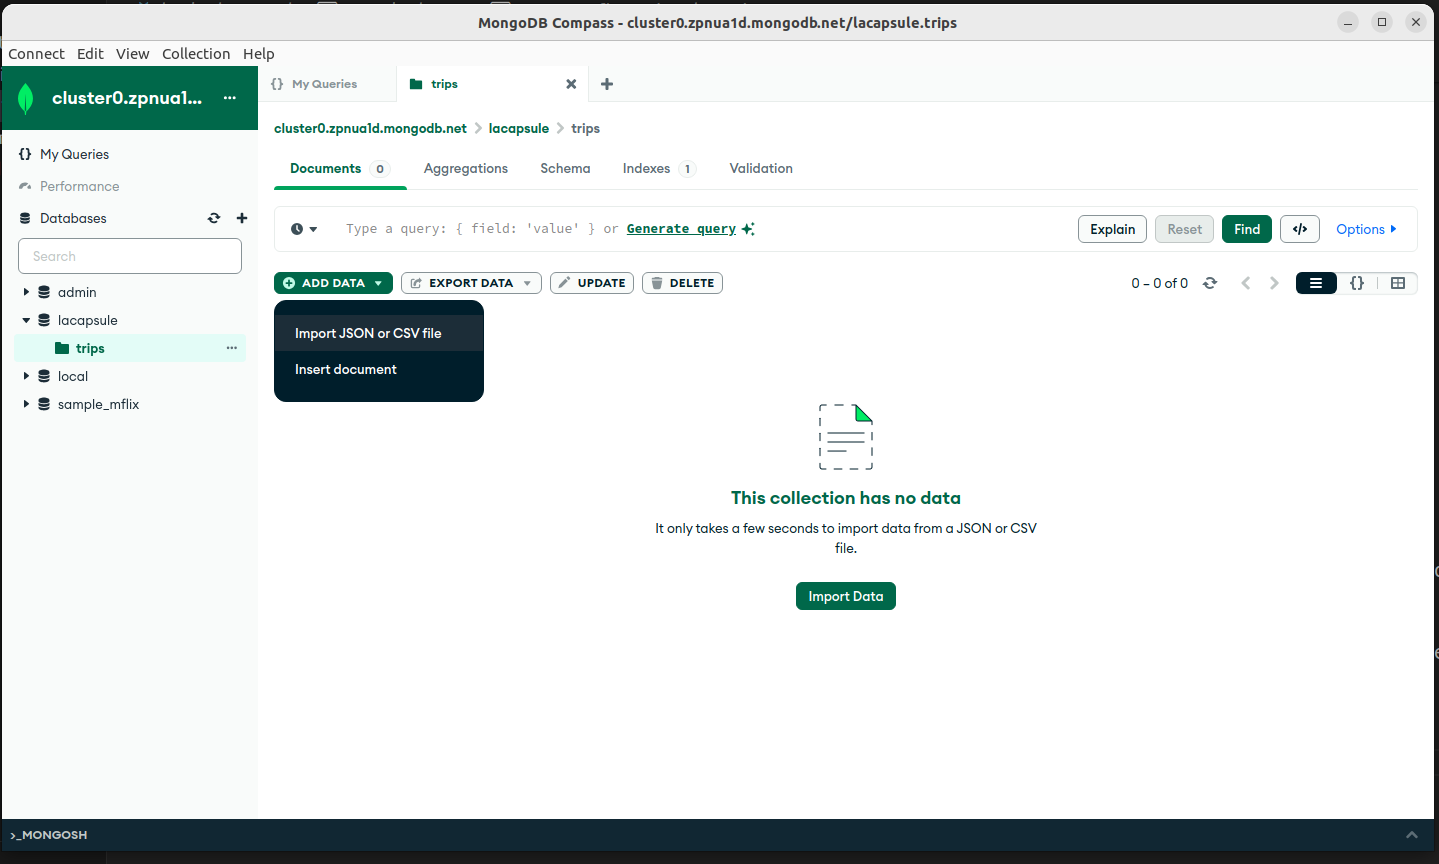 MongoDB Compass - cluster0.zpnua1d.mongodb.net/lacapsule.trips
Connect Edit View Collection Help
cluster0.zpnua1... ...
{} My Queries
trips
cluster0.zpnua1d.mongodb.net > lacapsule > trips
{} My Queries
Performance
Databases
Search
admin
lacapsule
trips ...
local
sample_mflix
Documents 0 Aggregations Schema Indexes 1 Validation
Type a query: { field: 'value' } or Generate query
Explain Reset Find </> Options
ADD DATA EXPORT DATA UPDATE DELETE
0 – 0 of 0 {}
Import JSON or CSV file
Insert document
This collection has no data
It only takes a few seconds to import data from a JSON or CSV
file.
Import Data
>_MONGOSH